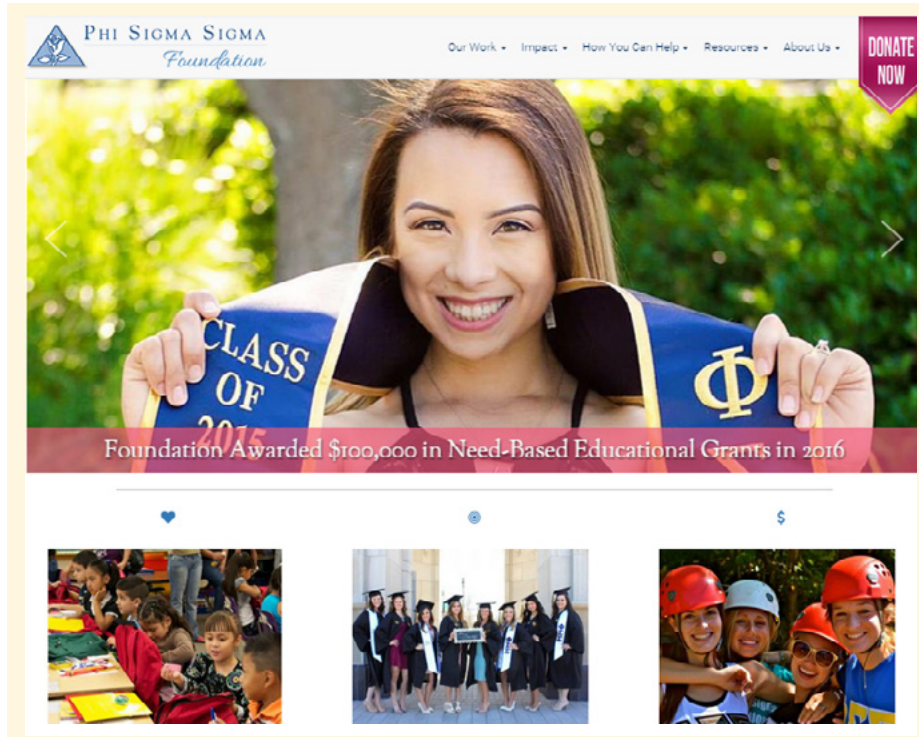 PHI SIGMA SIGMA
Foundation
Our Work
Impact
How You Can Help
Resources
About Us
DONATE
NOW
CLASS
OF
2015
Φ
Foundation Awarded $100,000 in Need-Based Educational Grants in 2016
$